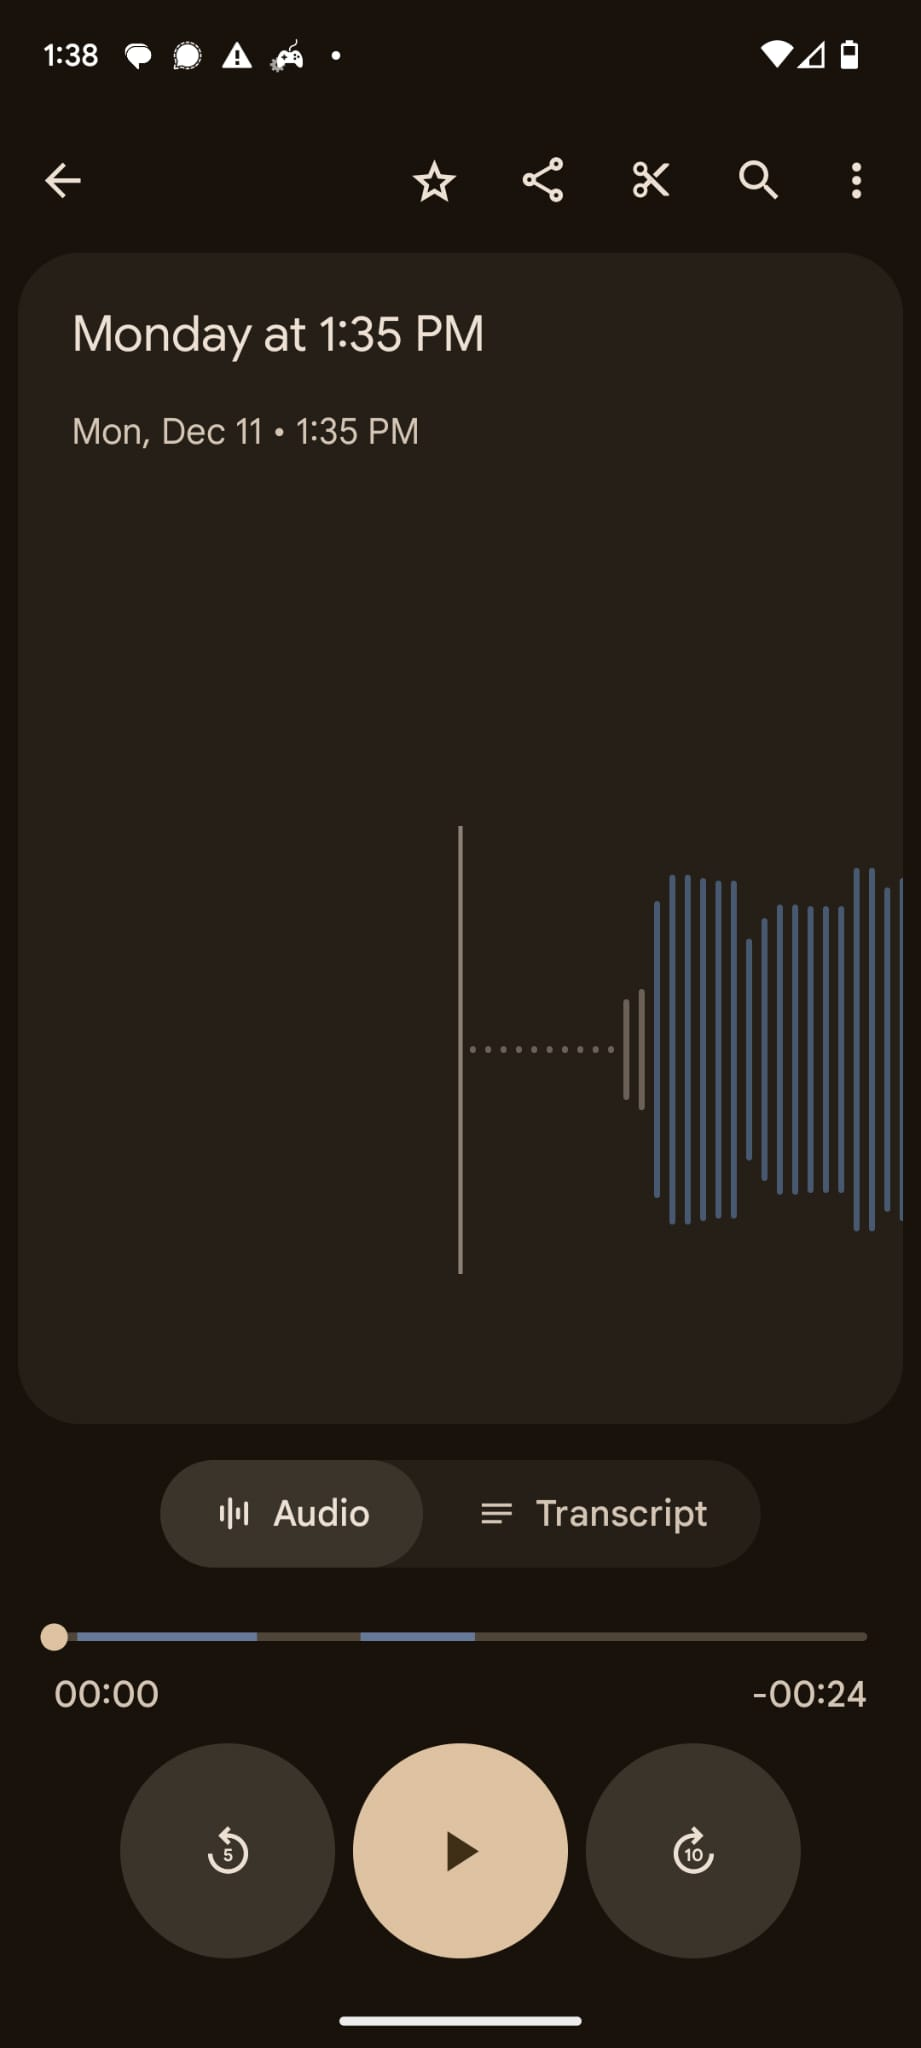 1:38
Monday at 1:35 PM
Mon, Dec 11 • 1:35 PM
Audio
Transcript
00:00
-00:24
5
10